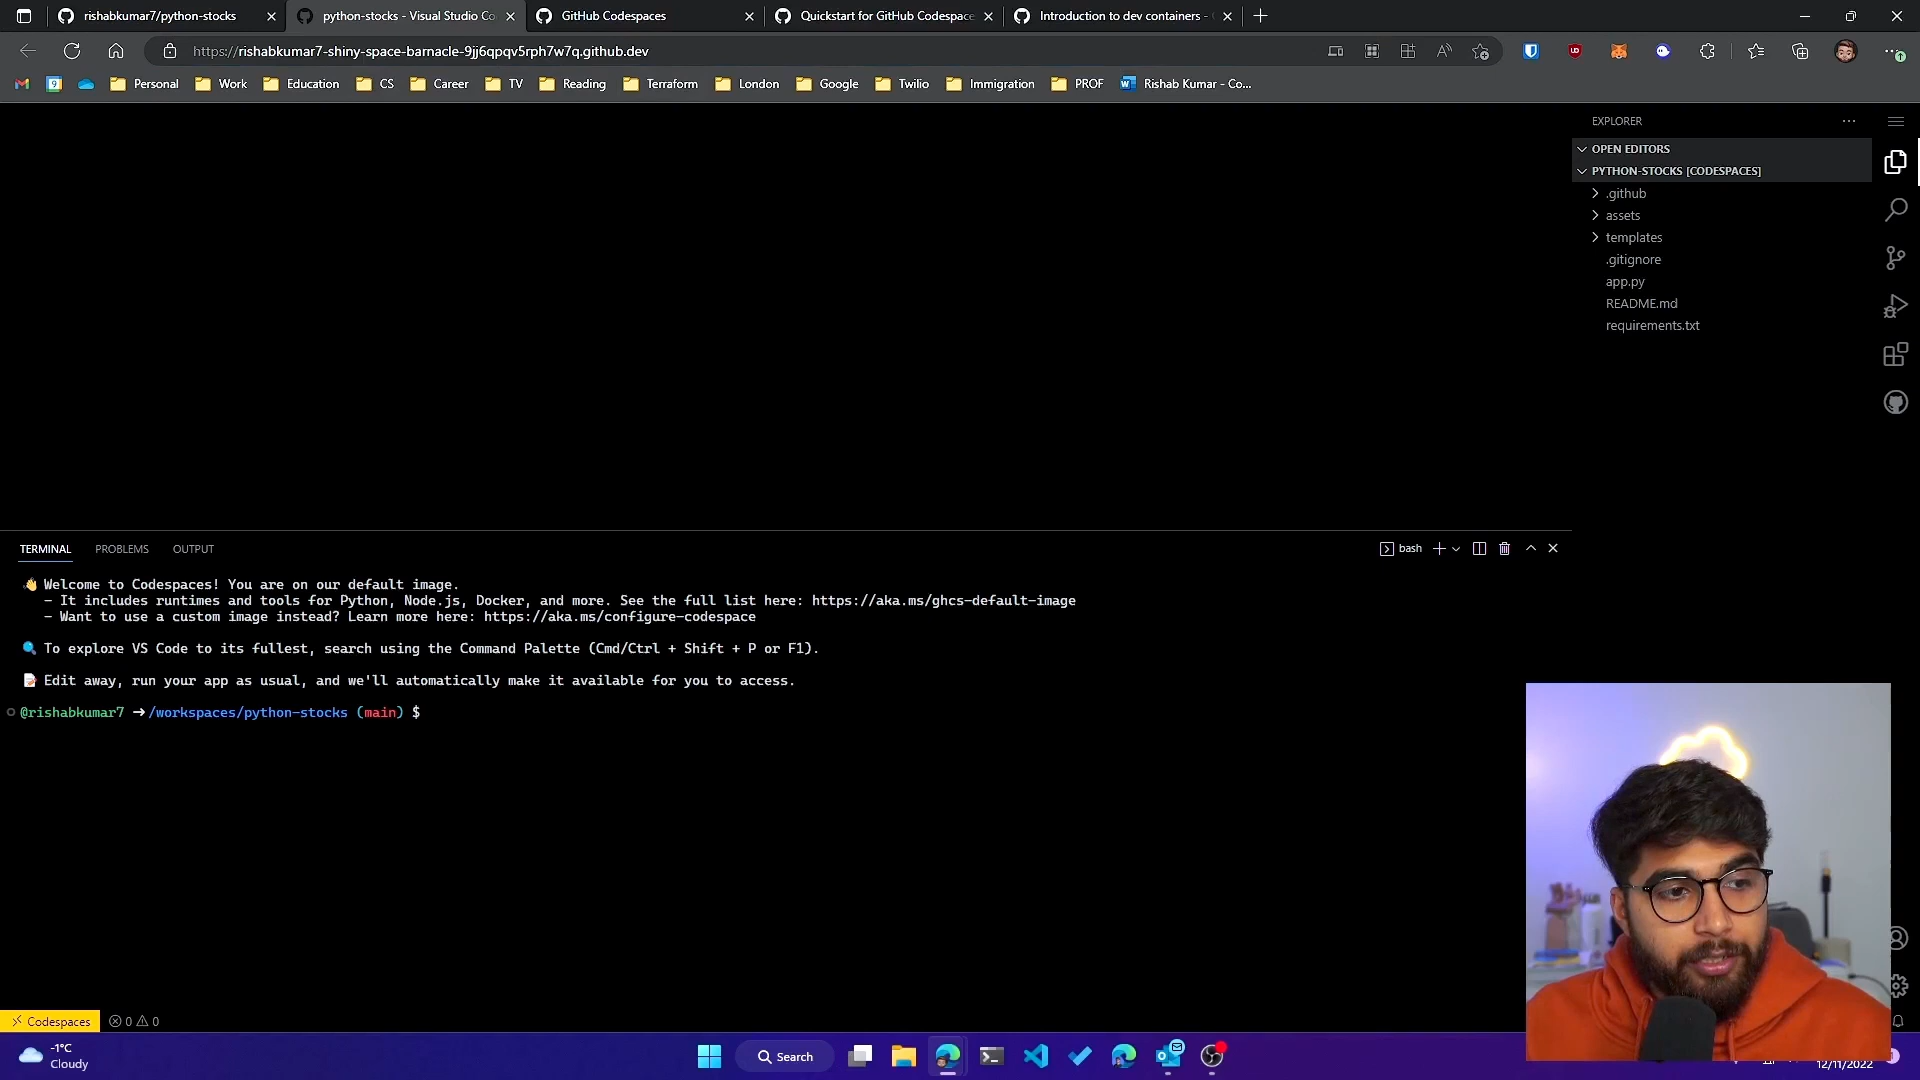 rishabkumar7/python-stocks
python-stocks - Visual Studio Co
GitHub Codespaces
Quickstart for GitHub Codespace
Introduction to dev containers -
https://rishabkumar7-shiny-space-barnacle-9jj6qpqv5rph7w7q.github.dev
Personal
Work
Education
CS
Career
TV
Reading
Terraform
London
Google
Twilio
Immigration
PROF
Rishab Kumar - Co...
EXPLORER
OPEN EDITORS
PYTHON-STOCKS [CODESPACES]
.github
assets
templates
.gitignore
app.py
README.md
requirements.txt
TERMINAL
PROBLEMS
OUTPUT
bash
👋 Welcome to Codespaces! You are on our default image.
- It includes runtimes and tools for Python, Node.js, Docker, and more. See the full list here: https://aka.ms/ghcs-default-image
- Want to use a custom image instead? Learn more here: https://aka.ms/configure-codespace
🔍 To explore VS Code to its fullest, search using the Command Palette (Cmd/Ctrl + Shift + P or F1).
📝 Edit away, run your app as usual, and we'll automatically make it available for you to access.
@rishabkumar7 ➜ /workspaces/python-stocks (main) $
Codespaces
0
0
-1°C
Cloudy
Search
12/11/2022